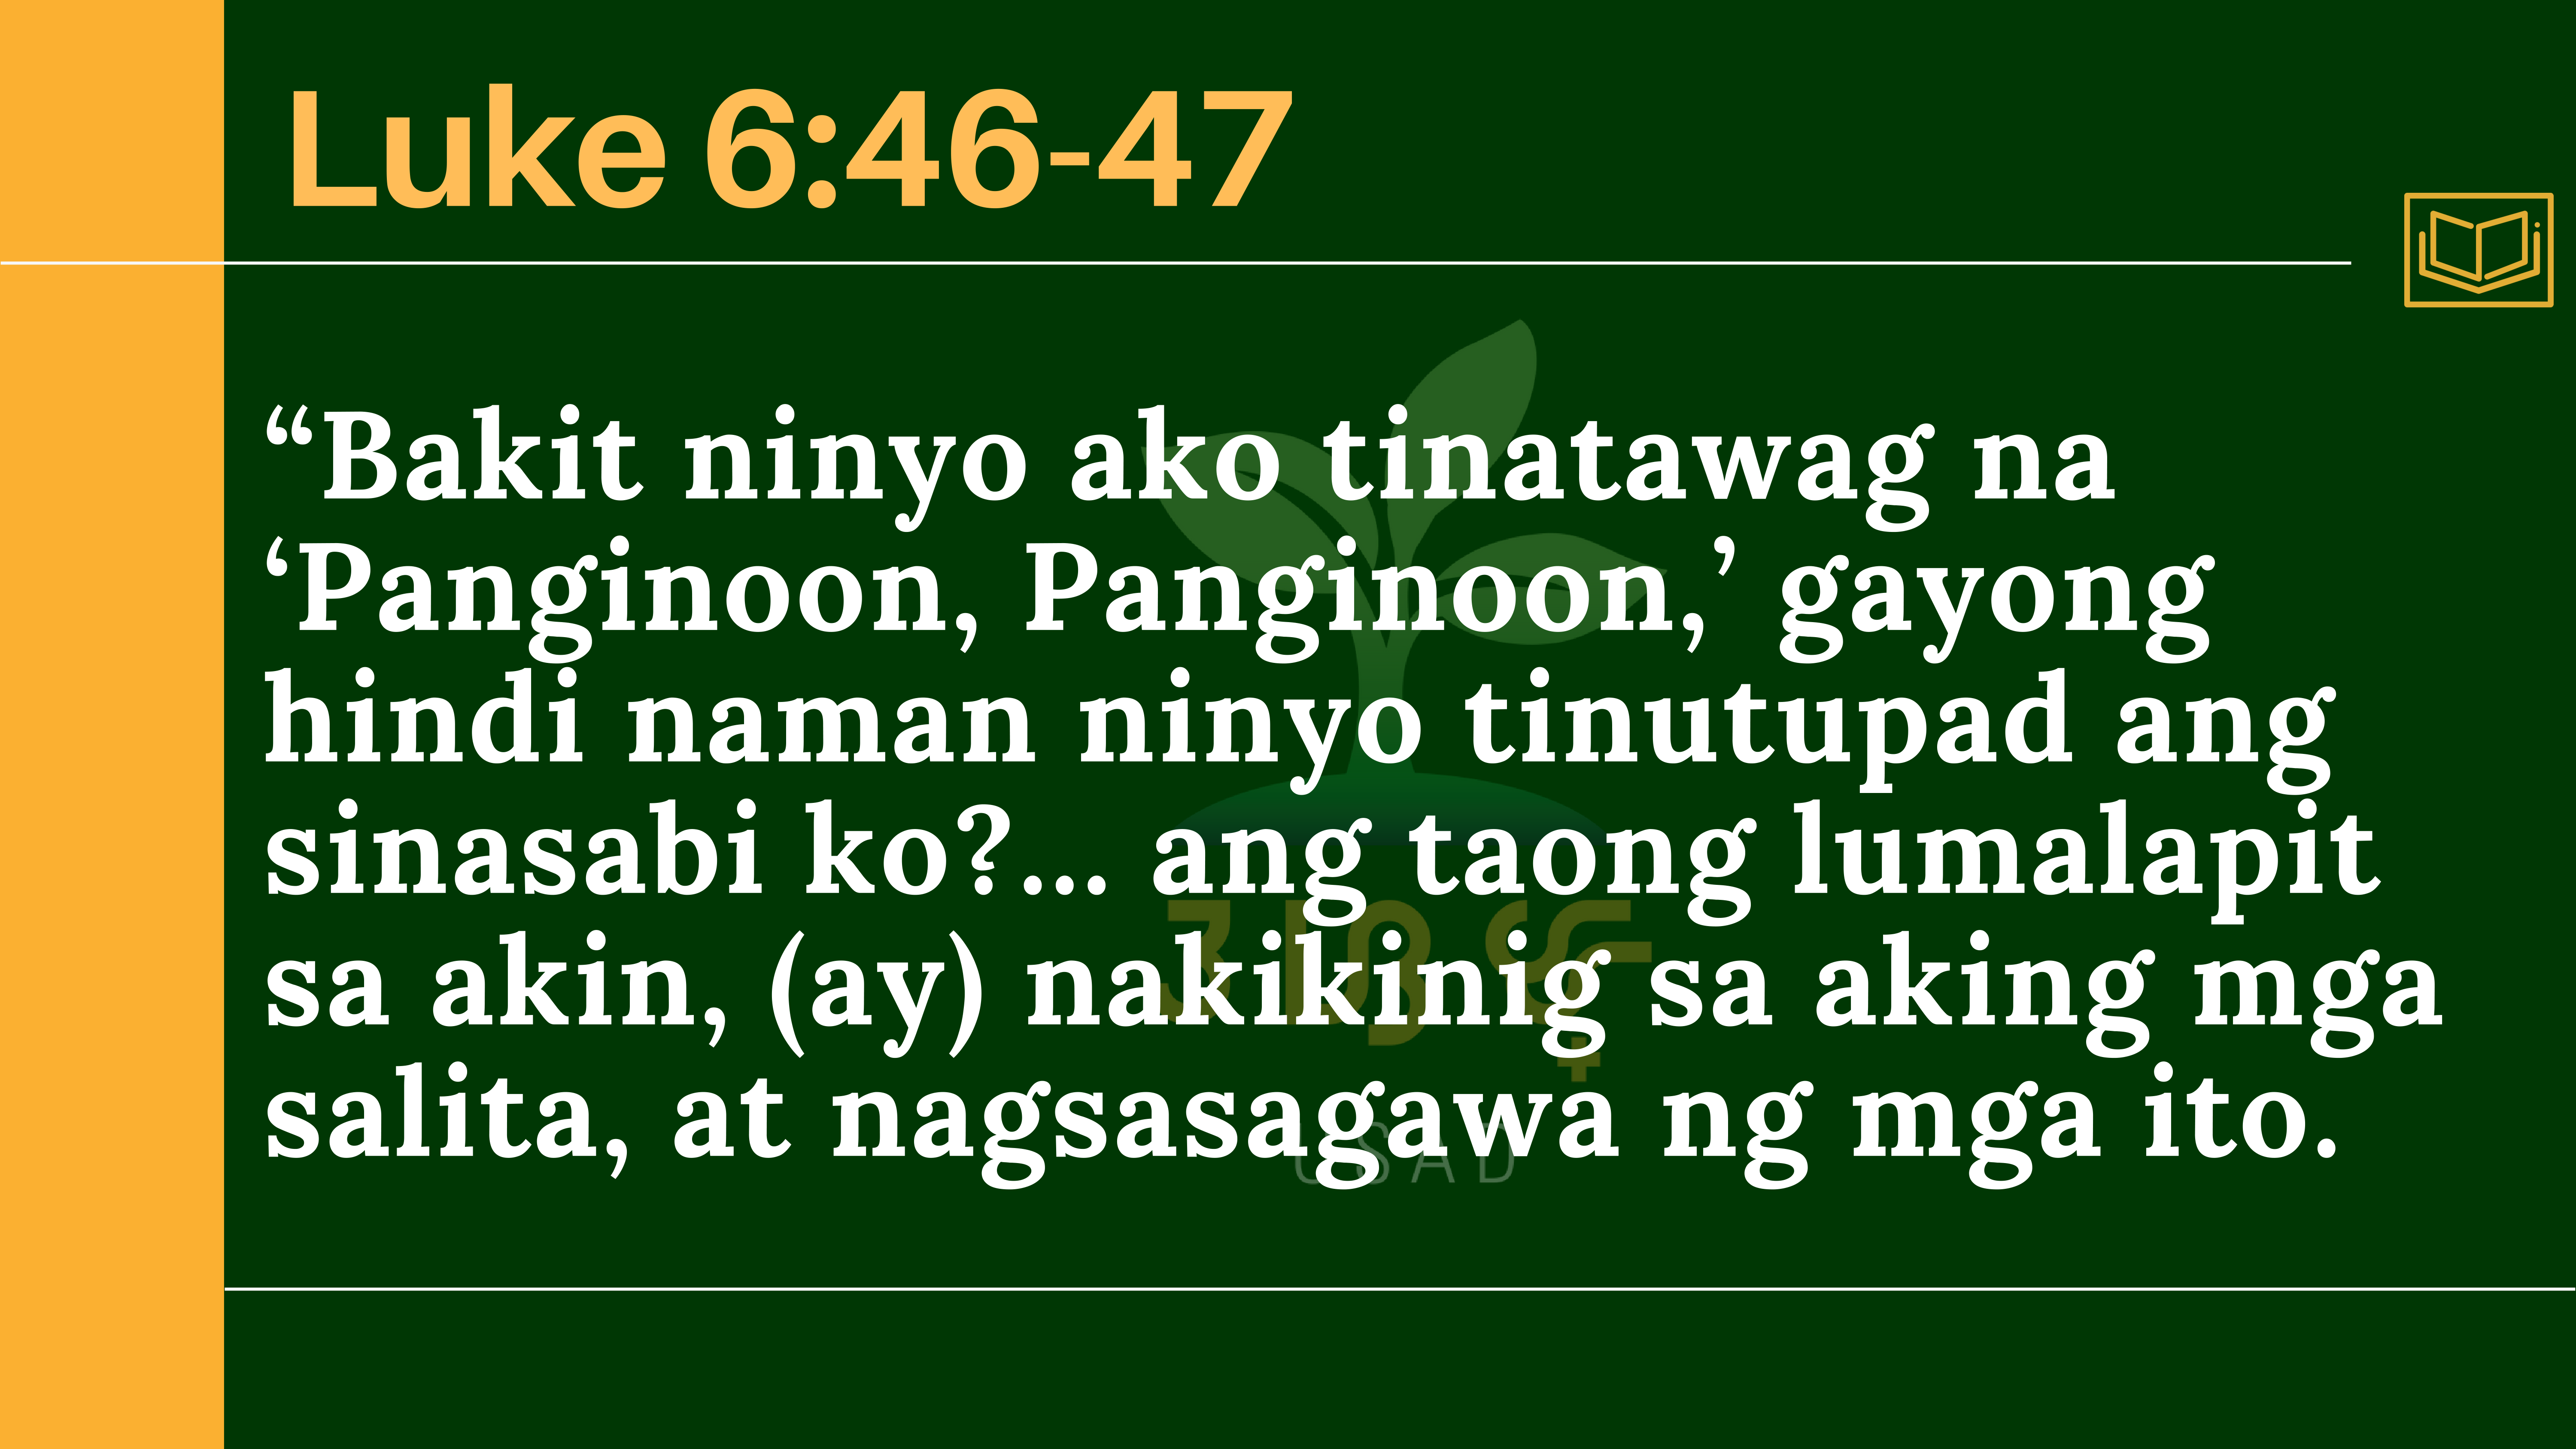 Luke 6:46-47
“Bakit ninyo ako tinatawag na
‘Panginoon, Panginoon,’ gayong
hindi naman ninyo tinutupad ang
sinasabi ko?... ang taong lumalapit
sa akin, (ay) nakikinig sa aking mga
salita, at nagsasagawa ng mga ito.
USAD